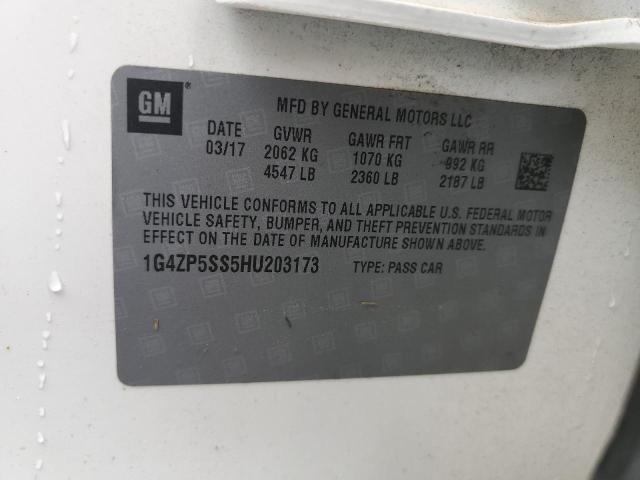 GM
MFD BY GENERAL MOTORS LLC
DATE GVWR GAWR FRT GAWR RR
03/17 2062 KG 1070 KG 992 KG
4547 LB 2360 LB 2187 LB
THIS VEHICLE CONFORMS TO ALL APPLICABLE U.S. FEDERAL MOTOR
VEHICLE SAFETY, BUMPER, AND THEFT PREVENTION STANDARDS IN
EFFECT ON THE DATE OF MANUFACTURE SHOWN ABOVE.
1G4ZP5SS5HU203173 TYPE: PASS CAR